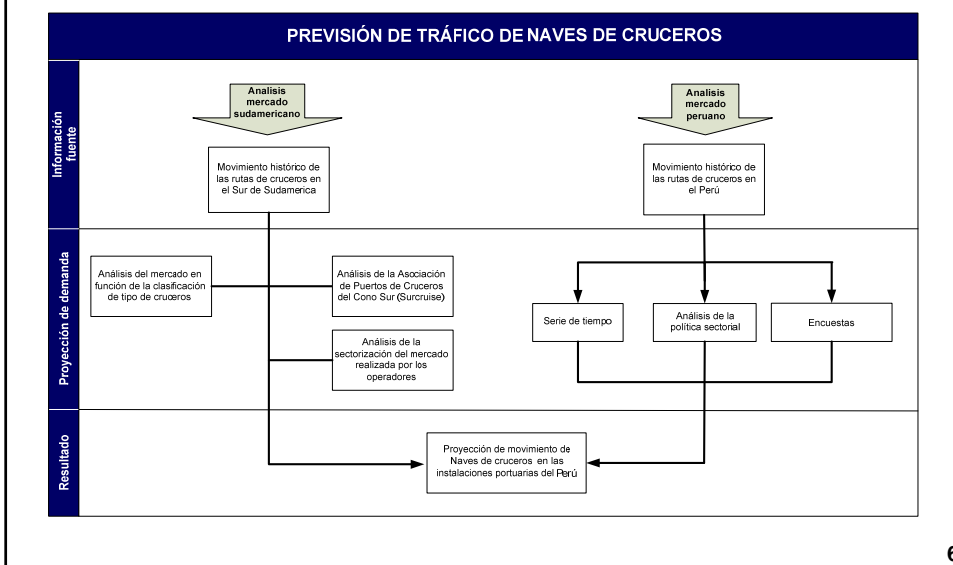 PREVISIÓN DE TRÁFICO DE NAVES DE CRUCEROS
Información
fuente
Analisis
mercado
sudamericano
Analisis
mercado
peruano
Movimiento histórico de
las rutas de cruceros en
el Sur de Sudamerica
Movimiento histórico de
las rutas de cruceros en
el Perú
Proyección de demanda
Análisis del mercado en
función de la clasificación
de tipo de cruceros
Análisis de la Asociación
de Puertos de Cruceros
del Cono Sur (Surcruise)
Análisis de la
sectorización del mercado
realizada por los
operadores
Serie de tiempo
Análisis de la
política sectorial
Encuestas
Resultado
Proyección de movimiento de
Naves de cruceros en las
instalaciones portuarias del Perú